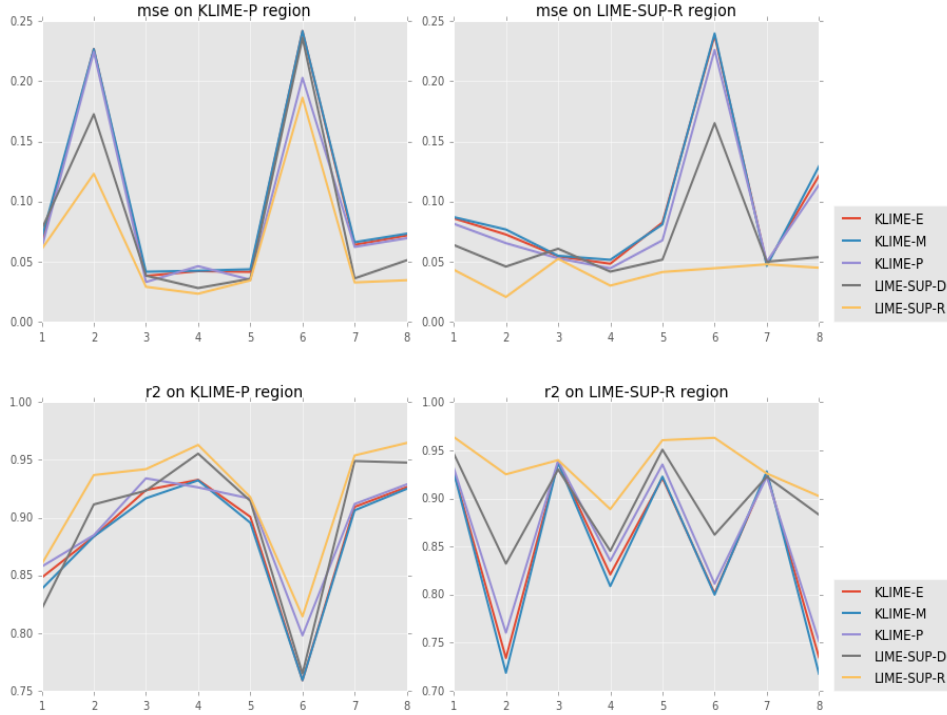 mse on KLIME-P region
0.25
0.20
0.15
0.10
0.05
0.00
1 2 3 4 5 6 7 8
mse on LIME-SUP-R region
0.25
0.20
0.15
0.10
0.05
0.00
1 2 3 4 5 6 7 8
KLIME-E
KLIME-M
KLIME-P
LIME-SUP-D
LIME-SUP-R
r2 on KLIME-P region
1.00
0.95
0.90
0.85
0.80
0.75
1 2 3 4 5 6 7 8
r2 on LIME-SUP-R region
1.00
0.95
0.90
0.85
0.80
0.75
0.70
1 2 3 4 5 6 7 8
KLIME-E
KLIME-M
KLIME-P
LIME-SUP-D
LIME-SUP-R